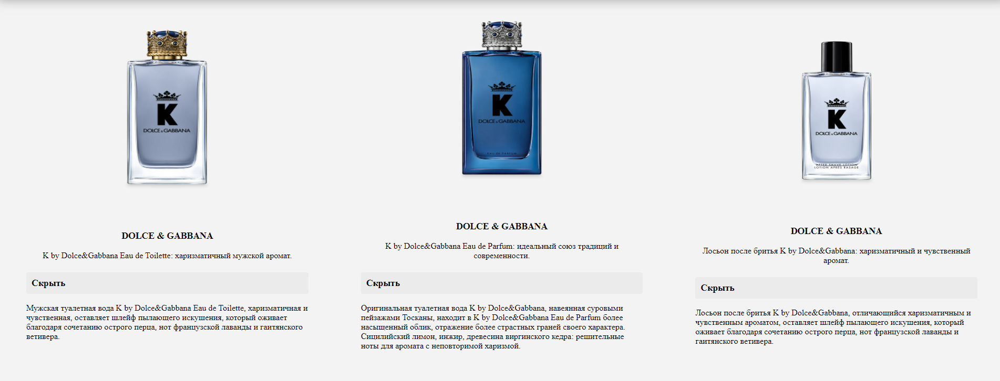 K
DOLCE & GABBANA
DOLCE & GABBANA
K by Dolce&Gabbana Eau de Toilette: харизматичный мужской аромат.
Скрыть
Мужская туалетная вода K by Dolce&Gabbana Eau de Toilette, харизматичная и
чувственная, оставляет шлейф пылающего искушения, который оживает
благодаря сочетанию острого перца, нот французской лаванды и гаитянского
ветивера.
K
DOLCE & GABBANA
EAU DE PARFUM
DOLCE & GABBANA
K by Dolce&Gabbana Eau de Parfum: идеальный союз традиций и
современности.
Скрыть
Оригинальная туалетная вода K by Dolce&Gabbana, навеянная суровыми
пейзажами Тосканы, находит в K by Dolce&Gabbana Eau de Parfum более
насыщенный облик, отражение более страстных граней своего характера.
Сицилийский лимон, инжир, древесина виргинского кедра: решительные
ноты для аромата с неповторимой харизмой.
K
DOLCE & GABBANA
AFTER SHAVE LOTION
LOTION APRÈS RASAGE
DOLCE & GABBANA
Лосьон после бритья K by Dolce&Gabbana: харизматичный и чувственный
аромат.
Скрыть
Лосьон после бритья K by Dolce&Gabbana, отличающийся харизматичным и
чувственным ароматом, оставляет шлейф пылающего искушения, который
оживает благодаря сочетанию острого перца, нот французской лаванды и
гаитянского ветивера.